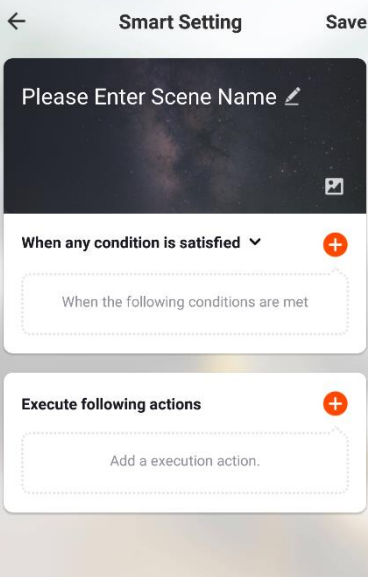 Smart Setting
Save
Please Enter Scene Name
When any condition is satisfied
When the following conditions are met
Execute following actions
Add a execution action.